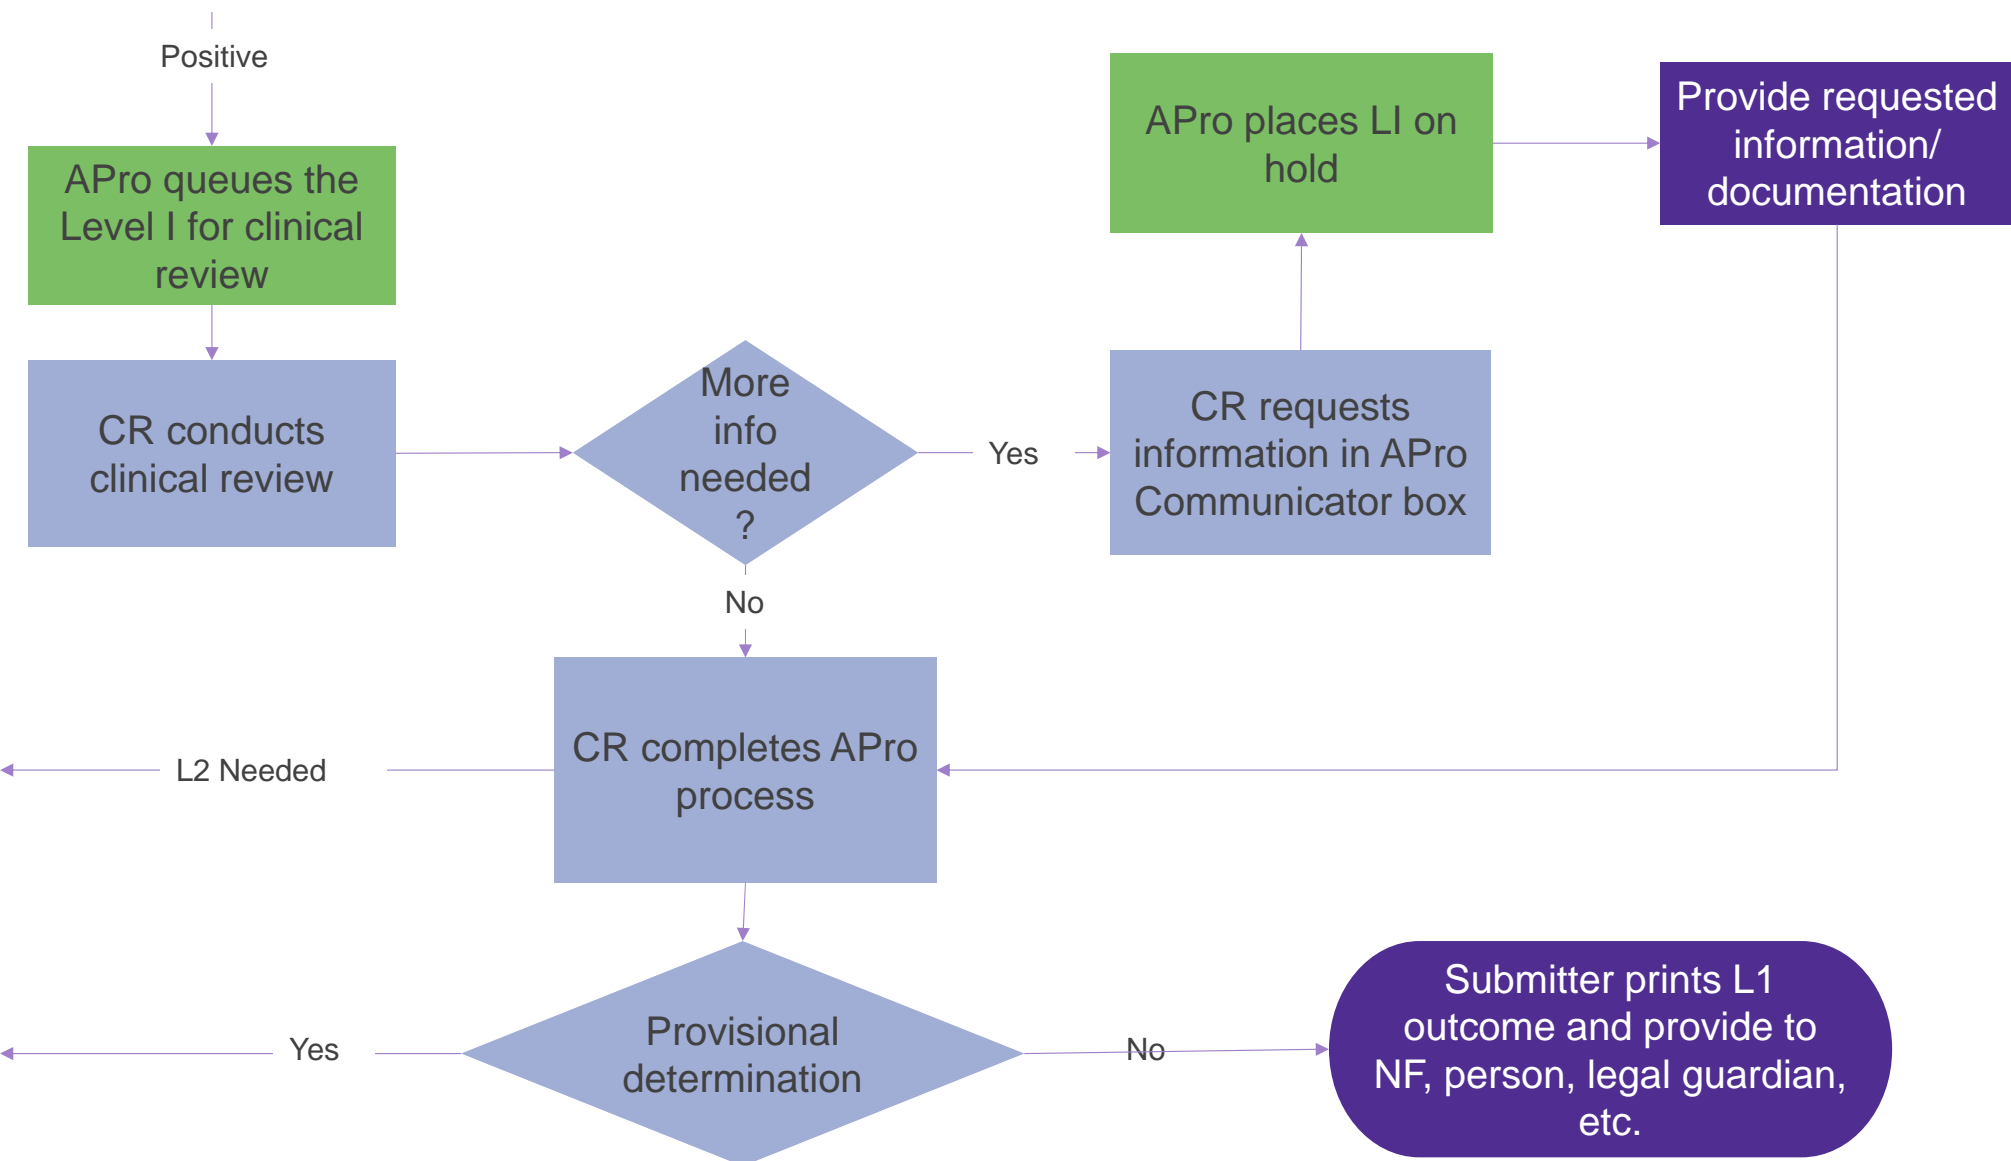 Positive
APro queues the
Level I for clinical
review
APro places LI on
hold
Provide requested
information/
documentation
CR conducts
clinical review
More
info
needed
?
Yes
CR requests
information in APro
Communicator box
No
CR completes APro
process
L2 Needed
Provisional
determination
Yes
No
Submitter prints L1
outcome and provide to
NF, person, legal guardian,
etc.